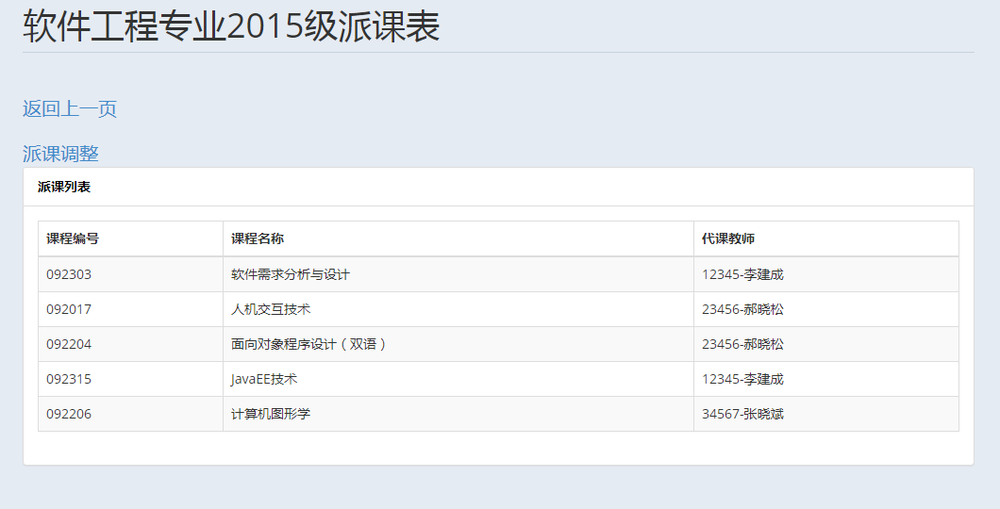 软件工程专业2015级派课表
返回上一页
派课调整
派课列表
课程编号 课程名称 代课教师
092303 软件需求分析与设计 12345-李建成
092017 人机交互技术 23456-郝晓松
092204 面向对象程序设计（双语） 23456-郝晓松
092315 JavaEE技术 12345-李建成
092206 计算机图形学 34567-张晓斌